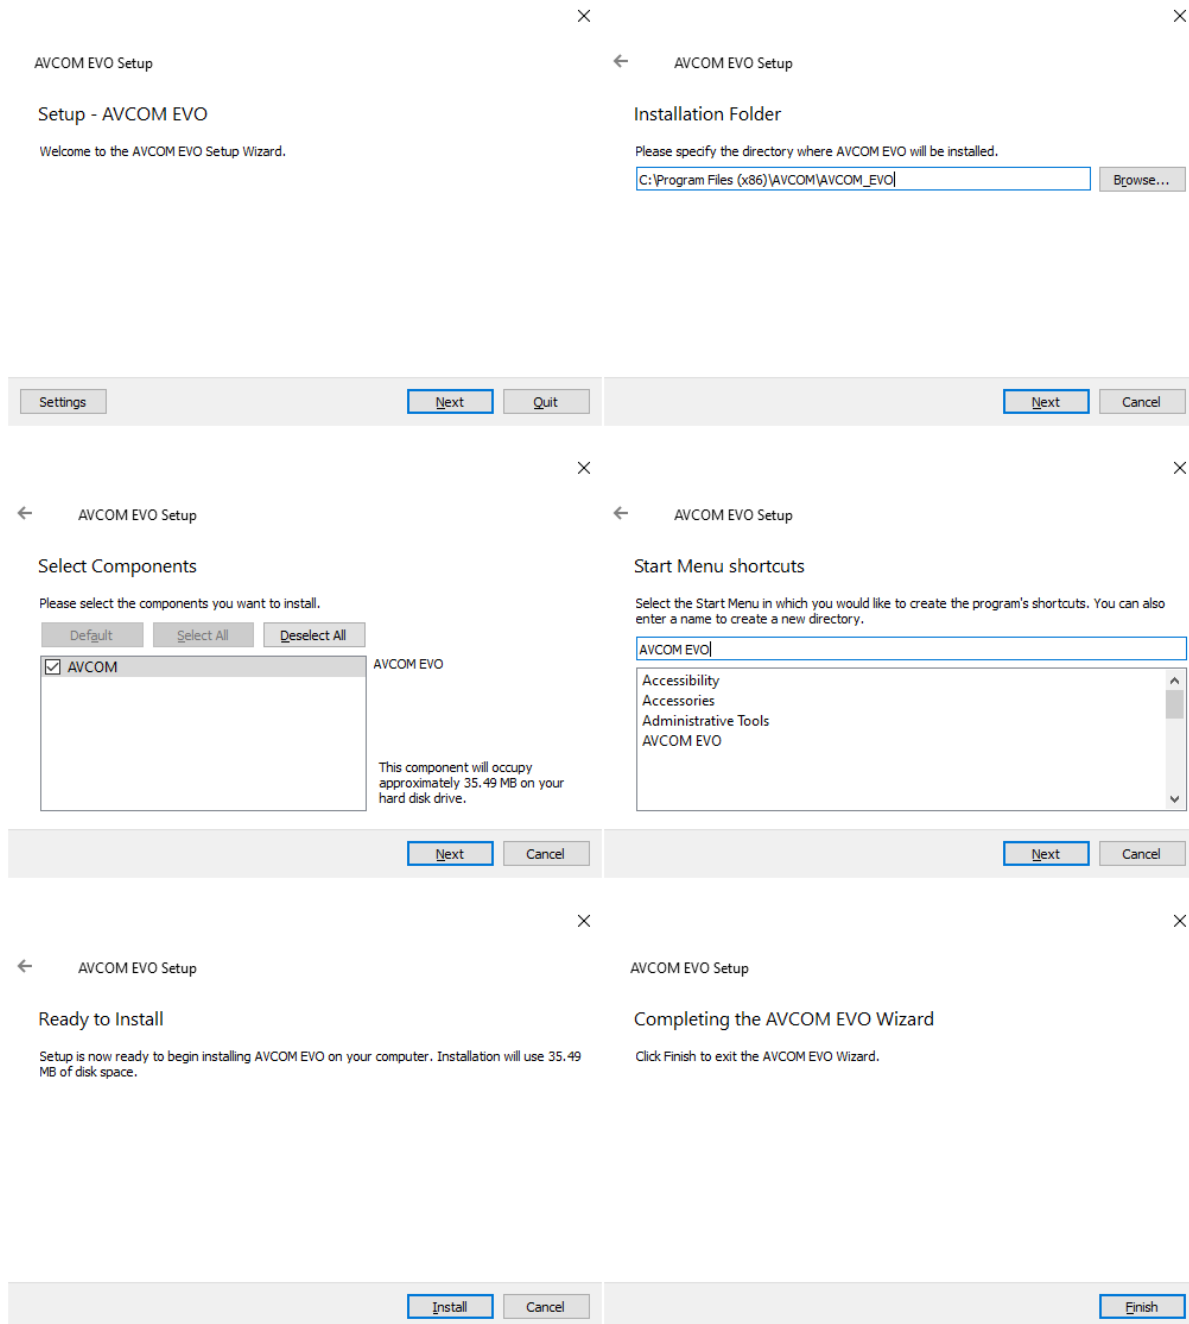 AVCOM EVO Setup
Setup - AVCOM EVO
Welcome to the AVCOM EVO Setup Wizard.
Settings
Next
Quit
AVCOM EVO Setup
Installation Folder
Please specify the directory where AVCOM EVO will be installed.
C:\Program Files (x86)\AVCOM\AVCOM_EVO
Browse...
Next
Cancel
AVCOM EVO Setup
Select Components
Please select the components you want to install.
Default
Select All
Deselect All
AVCOM
AVCOM EVO
This component will occupy
approximately 35.49 MB on your
hard disk drive.
Next
Cancel
AVCOM EVO Setup
Start Menu shortcuts
Select the Start Menu in which you would like to create the program's shortcuts. You can also
enter a name to create a new directory.
AVCOM EVO
Accessibility
Accessories
Administrative Tools
AVCOM EVO
Next
Cancel
AVCOM EVO Setup
Ready to Install
Setup is now ready to begin installing AVCOM EVO on your computer. Installation will use 35.49
MB of disk space.
Install
Cancel
AVCOM EVO Setup
Completing the AVCOM EVO Wizard
Click Finish to exit the AVCOM EVO Wizard.
Finish